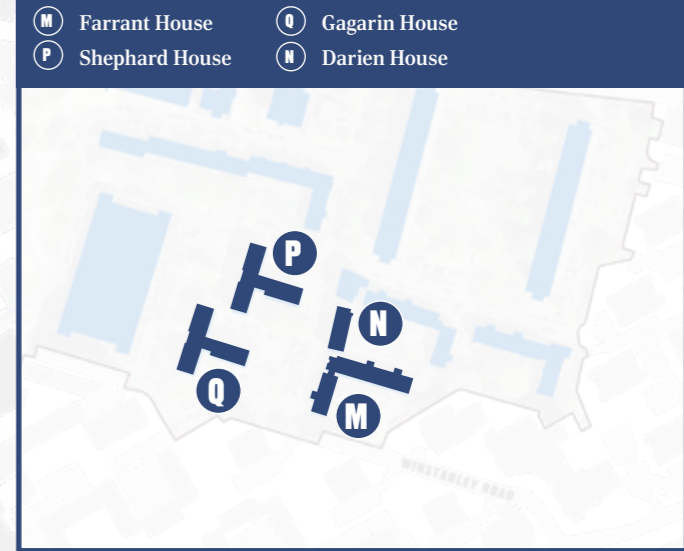 M Farrant House
Q Gagarin House
P Shephard House
N Darien House
P
N
Q
M
WINSTANLEY ROAD